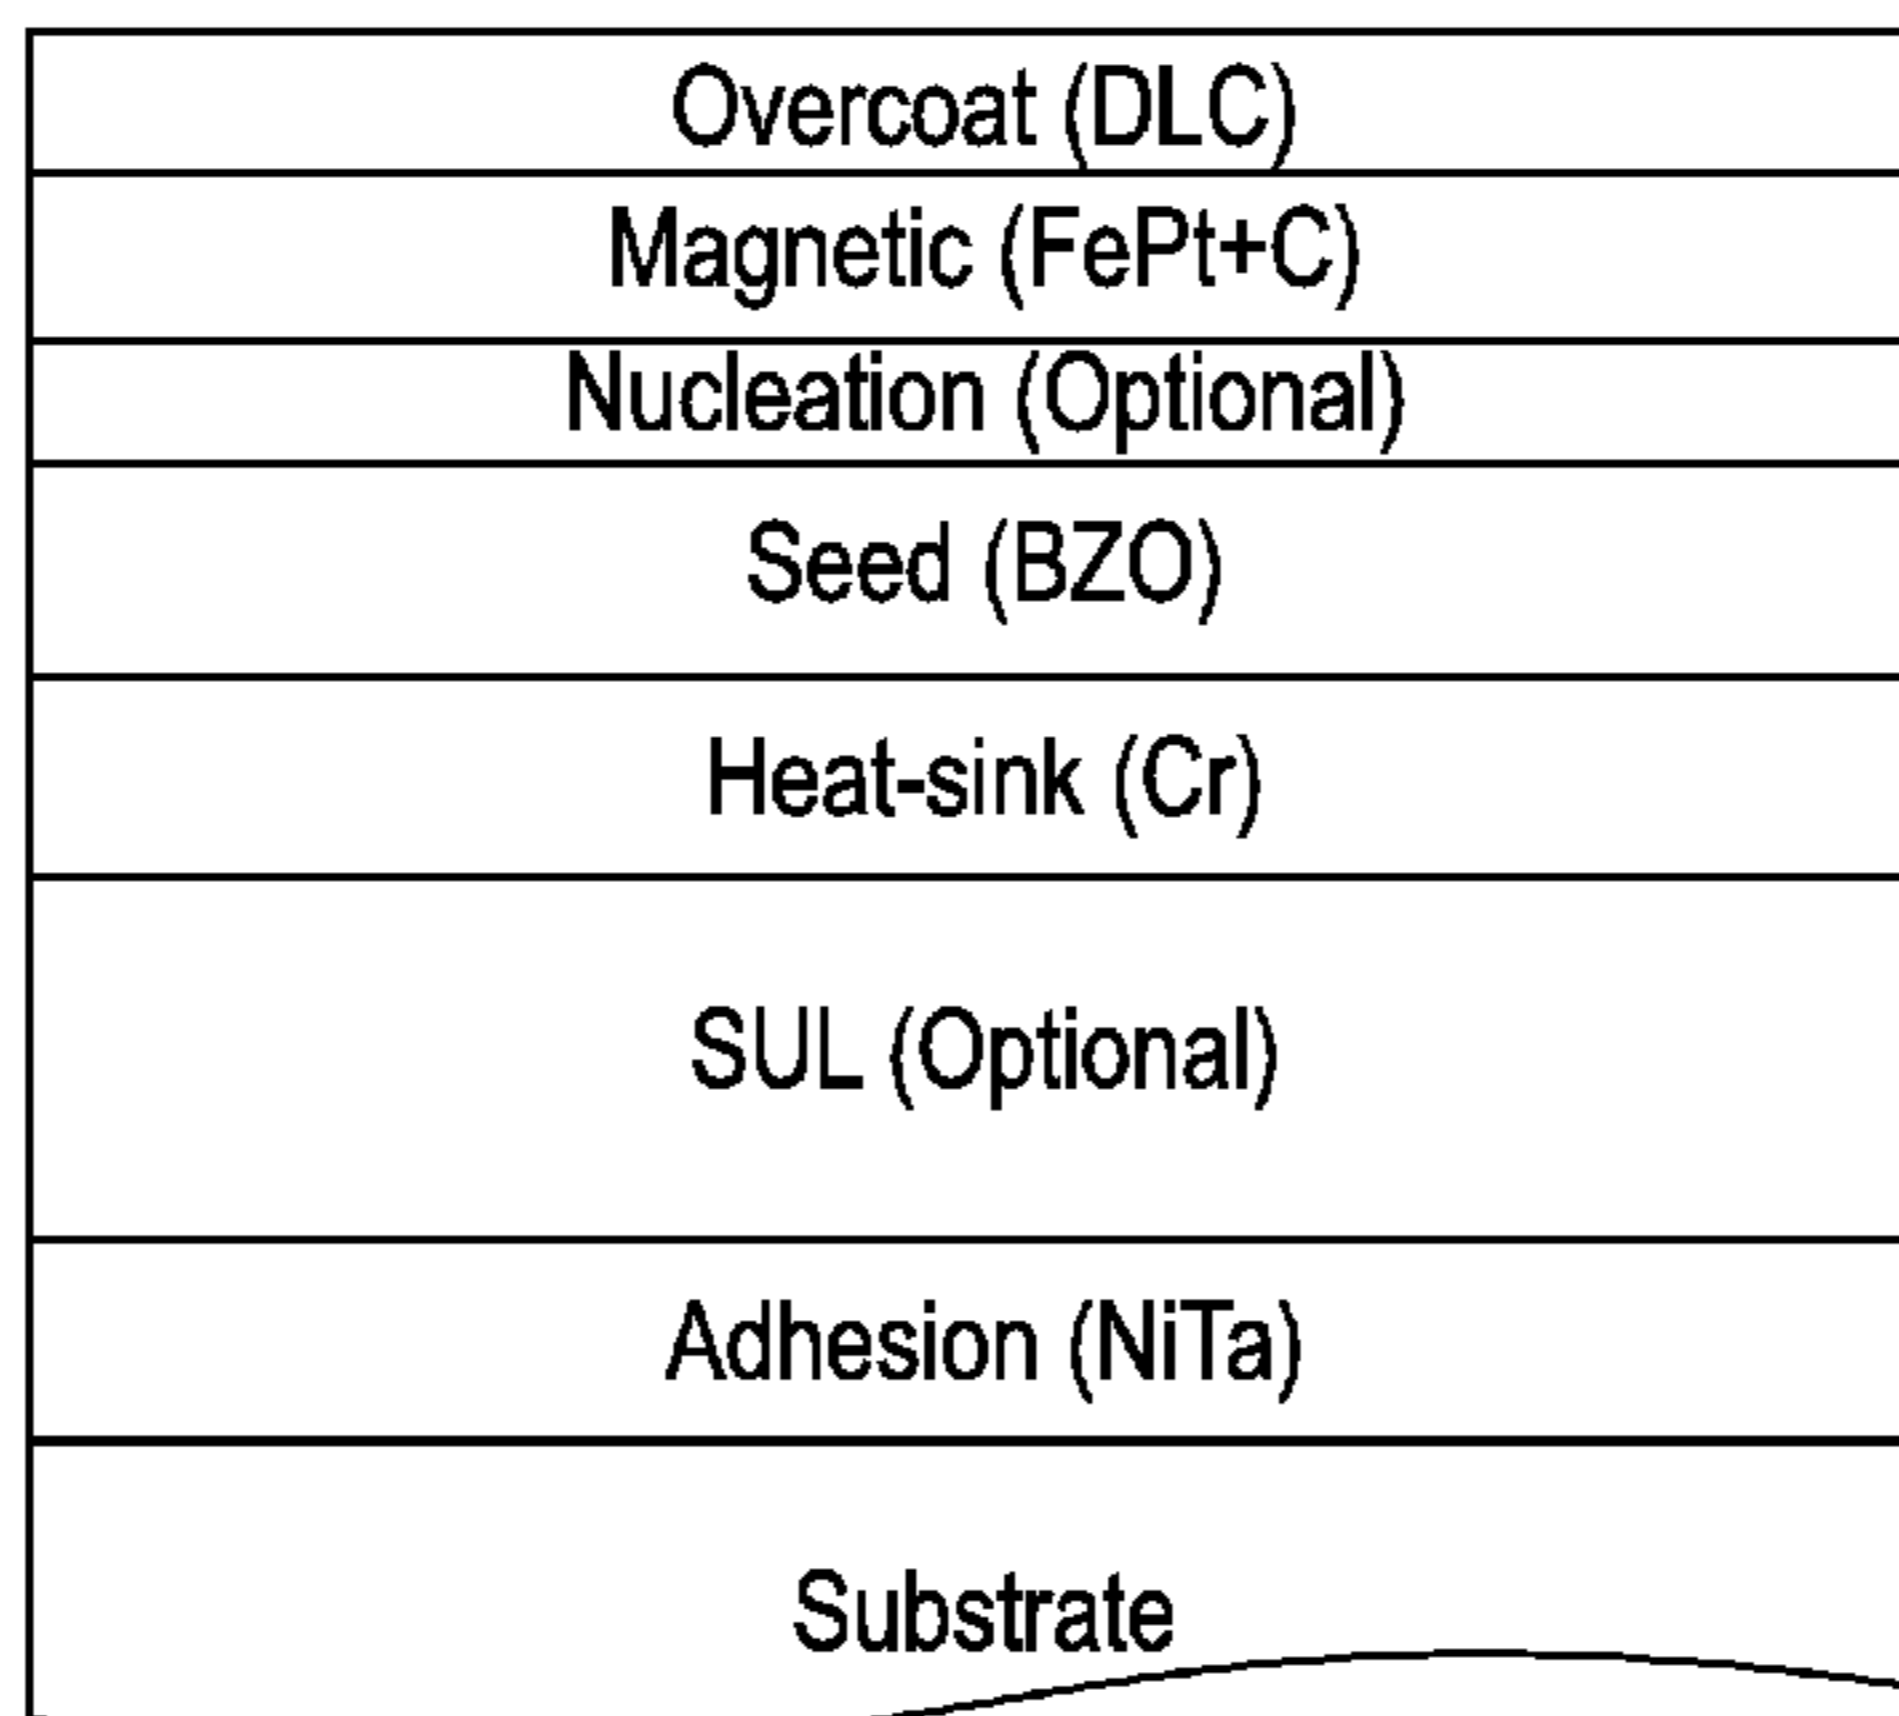 Overcoat (DLC)
Magnetic (FePt+C)
Nucleation (Optional)
Seed (BZO)
Heat-sink (Cr)
SUL (Optional)
Adhesion (NiTa)
Substrate